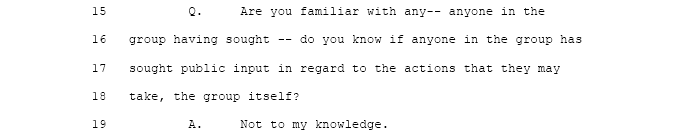 15 Q. Are you familiar with any-- anyone in the
16 group having sought -- do you know if anyone in the group has
17 sought public input in regard to the actions that they may
18 take, the group itself?
19 A. Not to my knowledge.